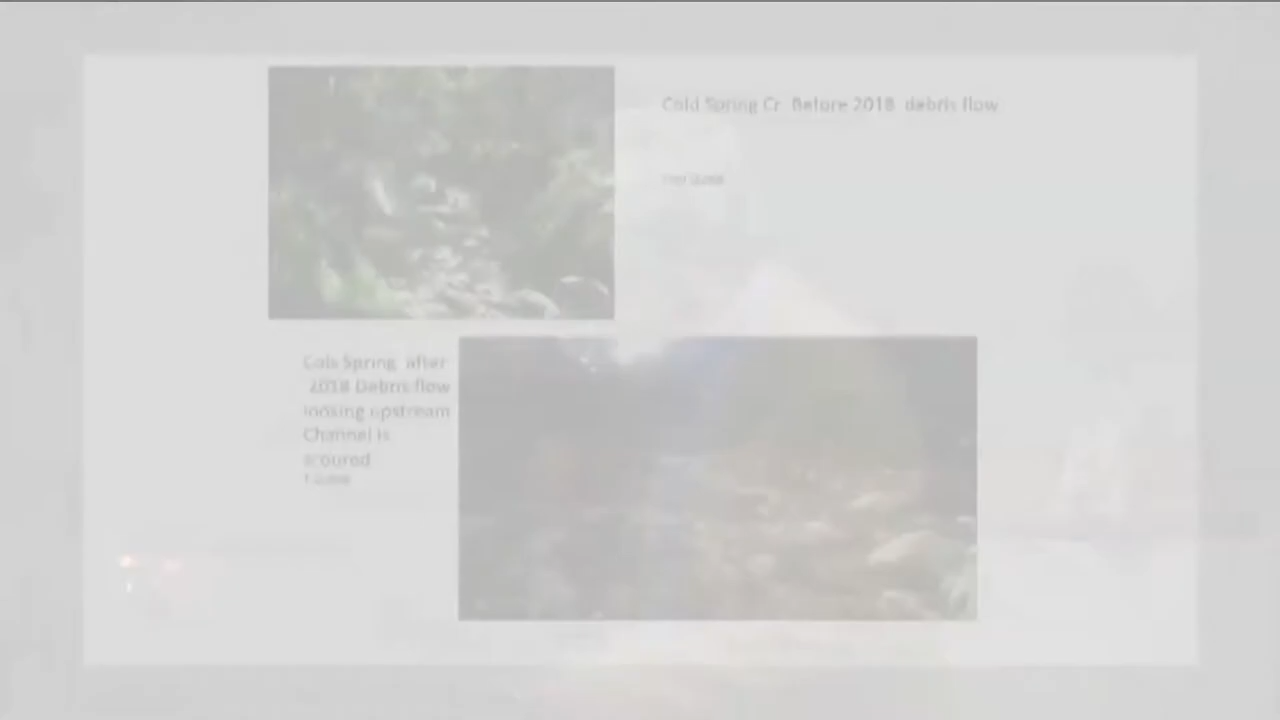 Cold Spring Cr Before 2018 debris flow
Cold Spring after
2018 Debris flow
looking upstream
Channel is
scoured